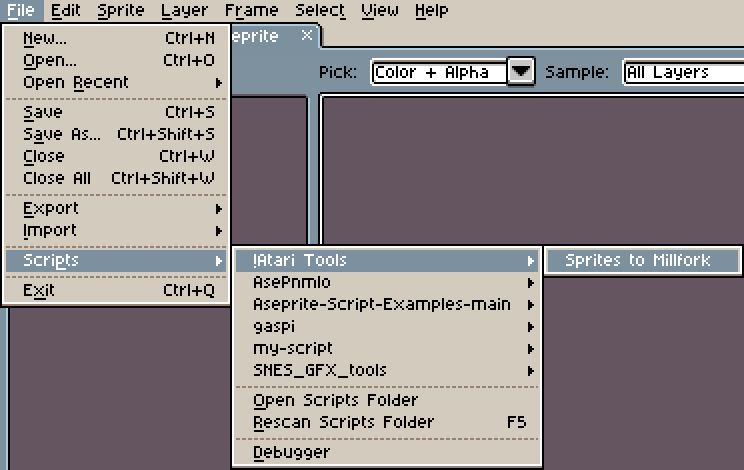 File Edit Sprite Layer Frame Select View Help
eprite X
Pick: Color + Alpha Sample: All Layers
New... Ctrl+N
Open... Ctrl+O
Open Recent
Save Ctrl+S
Save As... Ctrl+Shift+S
Close Ctrl+W
Close All Ctrl+Shift+W
Export
Import
Scripts
Exit Ctrl+Q
!Atari Tools
AsePnmIo
Aseprite-Script-Examples-main
gaspi
my-script
SNES_GFX_tools
Open Scripts Folder
Rescan Scripts Folder F5
Debugger
Sprites to Millfork